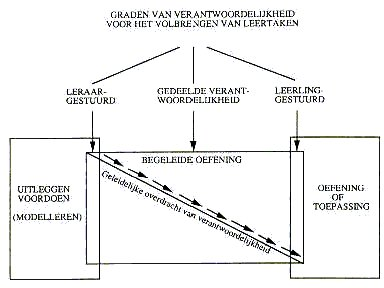 GRADEN VAN VERANTWOORDELIJKHEID
VOOR HET VOLBRENGEN VAN LEERTAKEN
LERAAR-
GESTUURD
GEDEELDE VERANT-
WOORDELIJKHEID
LEERLING-
GESTUURD
BEGELEIDE OEFENING
UITLEGGEN
VOORDOEN
(MODELLEREN)
Geleidelijke overdracht van verantwoordelijkheid
OEFENING
OF
TOEPASSING